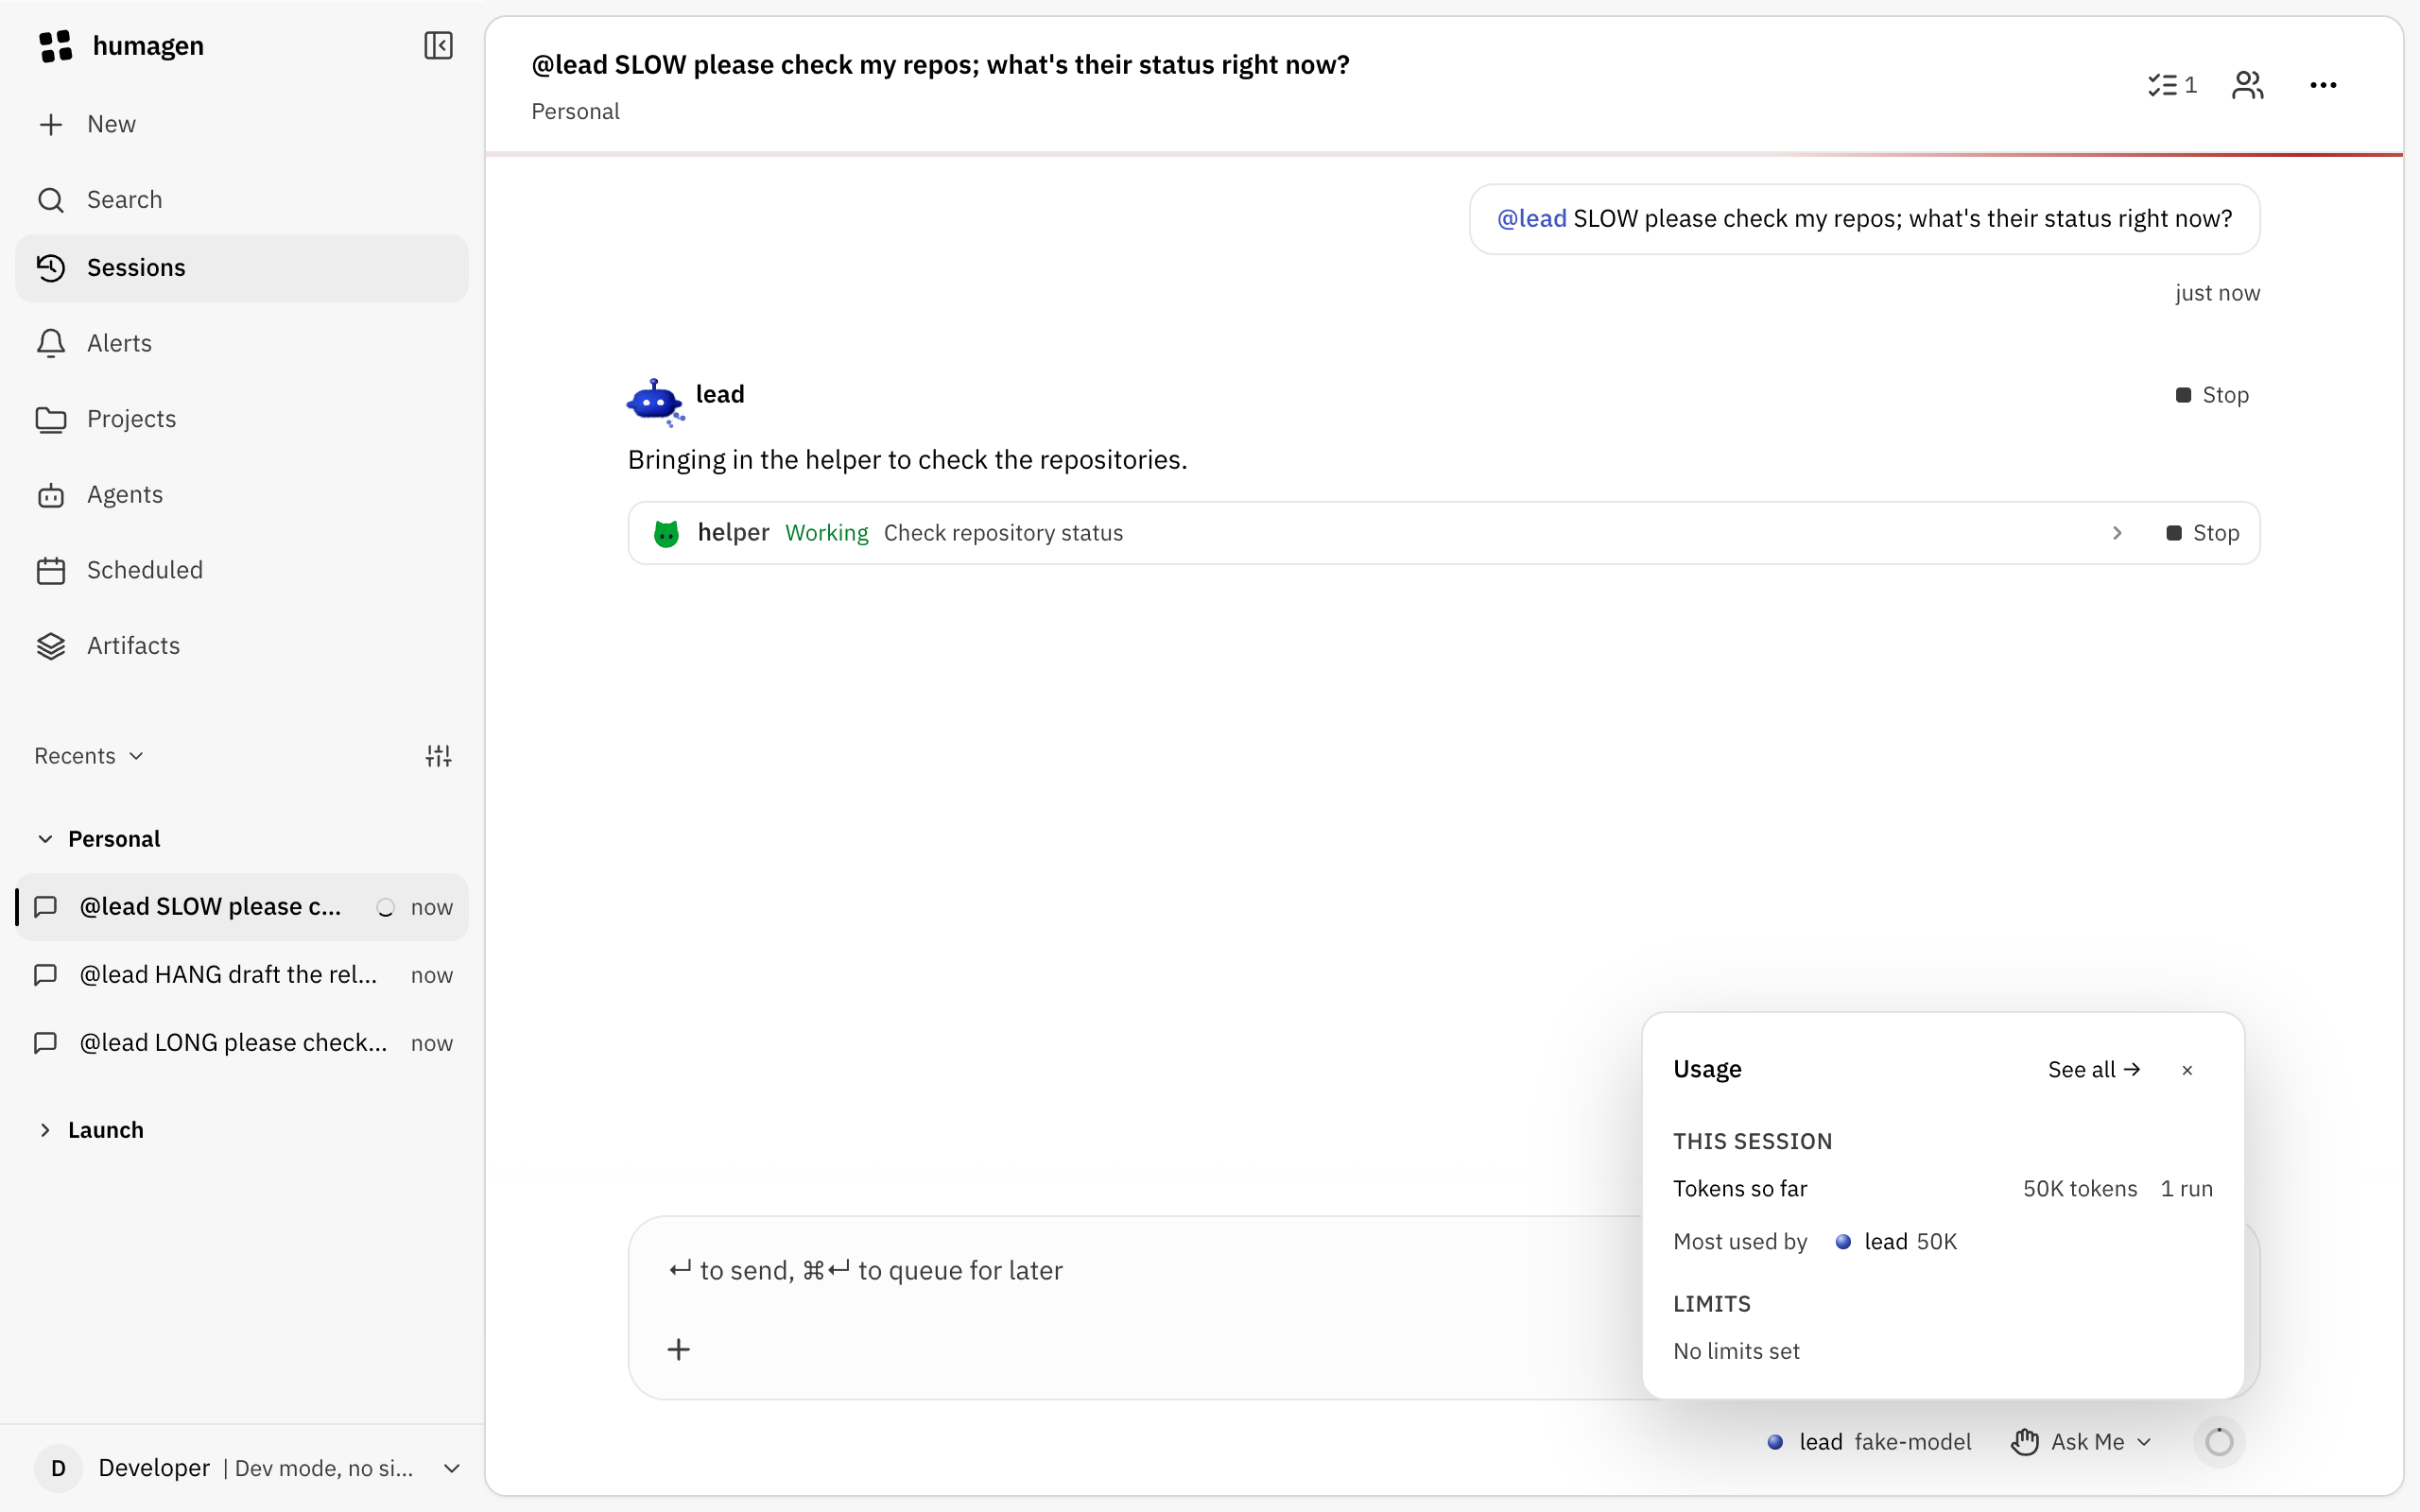 humagen
New
Search
Sessions
Alerts
Projects
Agents
Scheduled
Artifacts
Recents
Personal
@lead SLOW please c... now
@lead HANG draft the rel... now
@lead LONG please check... now
Launch
D Developer | Dev mode, no si...
@lead SLOW please check my repos; what's their status right now?
Personal
1
@lead SLOW please check my repos; what's their status right now?
just now
lead
Stop
Bringing in the helper to check the repositories.
helper Working Check repository status
Stop
Usage
See all →
×
THIS SESSION
Tokens so far 50K tokens 1 run
Most used by lead 50K
LIMITS
No limits set
↵ to send, ⌘↵ to queue for later
lead fake-model Ask Me